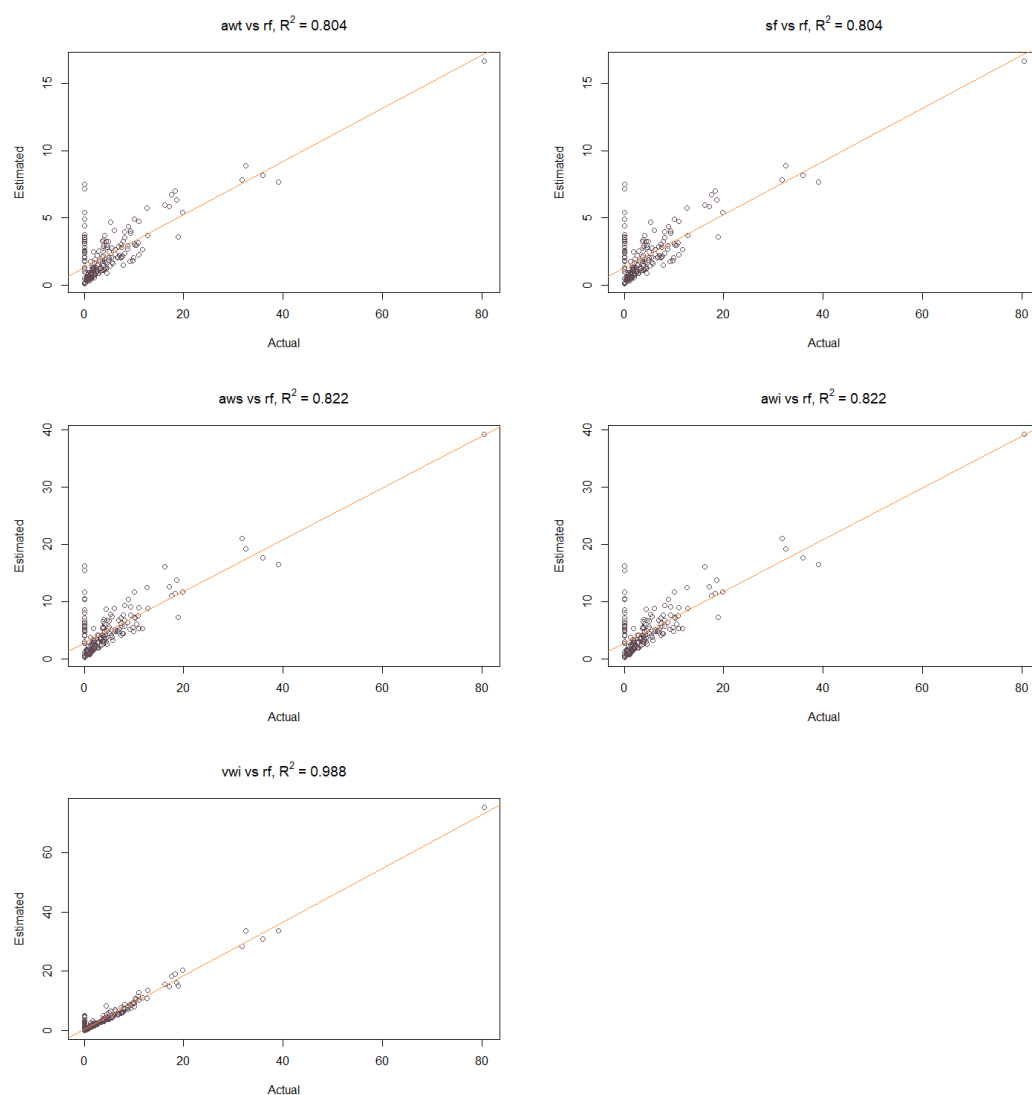 awt vs rf, R² = 0.804
Estimated
15
10
5
0
0 20 40 60 80
Actual
sf vs rf, R² = 0.804
Estimated
15
10
5
0
0 20 40 60 80
Actual
aws vs rf, R² = 0.822
Estimated
40
30
20
10
0
0 20 40 60 80
Actual
awi vs rf, R² = 0.822
Estimated
40
30
20
10
0
0 20 40 60 80
Actual
vwi vs rf, R² = 0.988
Estimated
60
40
20
0
0 20 40 60 80
Actual